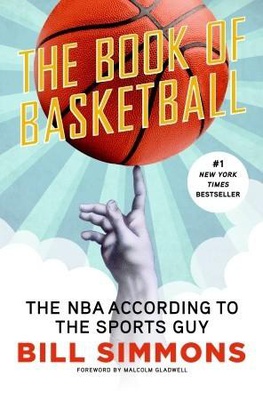 THE BOOK OF
BASKETBALL
#1
NEW YORK
TIMES
BESTSELLER
THE NBA ACCORDING TO
THE SPORTS GUY
BILL SIMMONS
FOREWORD BY MALCOLM GLADWELL